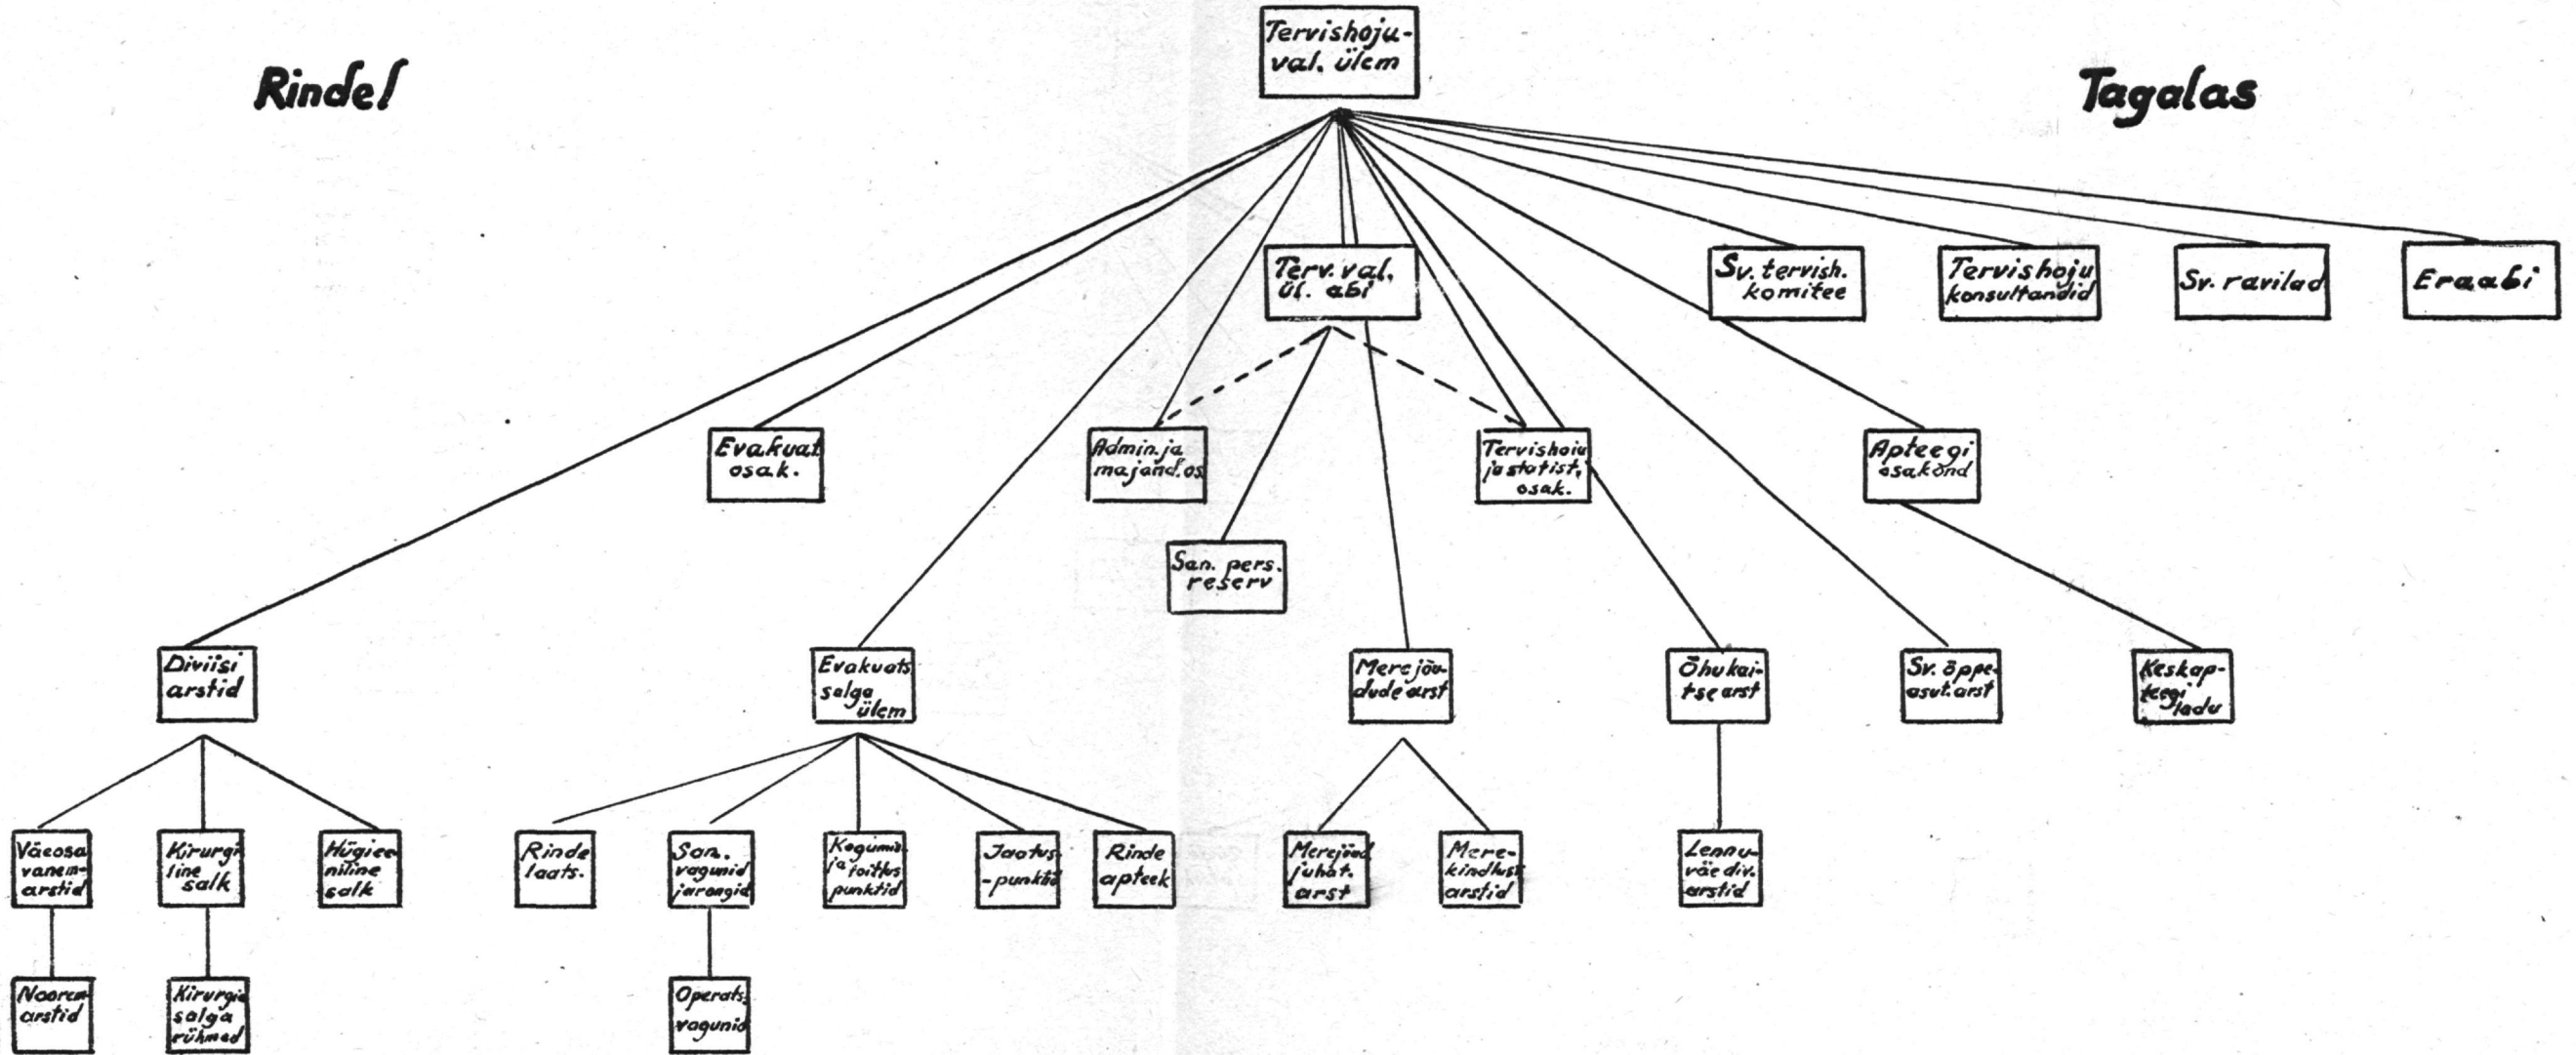 Rindel
Tagalas
Tervishoju-
val. ülem
Terv. val.
ül. abi
Sv. tervish.
komitee
Tervishoju
konsultandid
Sv. ravilad
Eraabi
Evakuat
osak.
Admin. ja
majand. os
Tervishoiu
ja statist.
osak.
Apteegi
osakond
San. pers.
reserv
Diviisi
arstid
Evakuats
salga
ülem
Merejõu-
dude arst
Õhukai-
tse arst
Sv. õppe-
asut. arst
Keskap-
teegi
ladu
Väeosa
vanem-
arstid
Kirurgi
line
salk
Hügiee
niline
salk
Rinde
laats.
San.
vagunid
ja rongid
Kogumis
ja toitlus
punktid
Jaotus-
-punktid
Rinde
apteek
Merejõud
juhat.
arst
Mere-
kindlust
arstid
Lennu-
väe div.
arstid
Noorem
arstid
Kirurgia
salga
rühmad
Operats.
vagunid